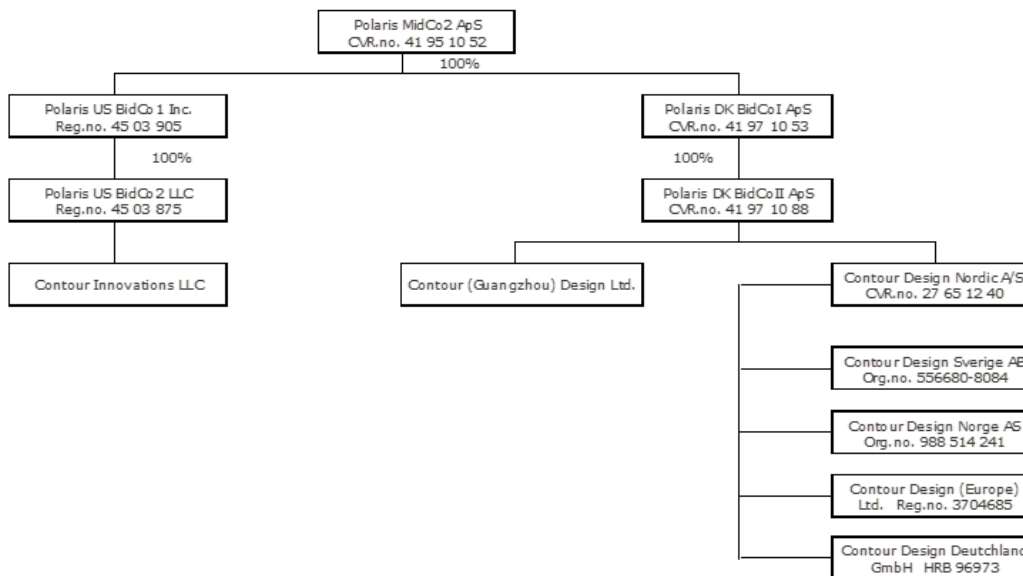 Polaris MidCo2 ApS
CVR.no. 41 95 10 52
100%
Polaris US BidCo1 Inc.
Reg.no. 45 03 905
Polaris DK BidCoI ApS
CVR.no. 41 97 10 53
100%
100%
Polaris US BidCo2 LLC
Reg.no. 45 03 875
Polaris DK BidCoII ApS
CVR.no. 41 97 10 88
Contour Innovations LLC
Contour (Guangzhou) Design Ltd.
Contour Design Nordic A/S
CVR.no. 27 65 12 40
Contour Design Sverige AB
Org.no. 556680-8084
Contour Design Norge AS
Org.no. 988 514 241
Contour Design (Europe)
Ltd. Reg.no. 3704685
Contour Design Deutchland
GmbH HRB 96973